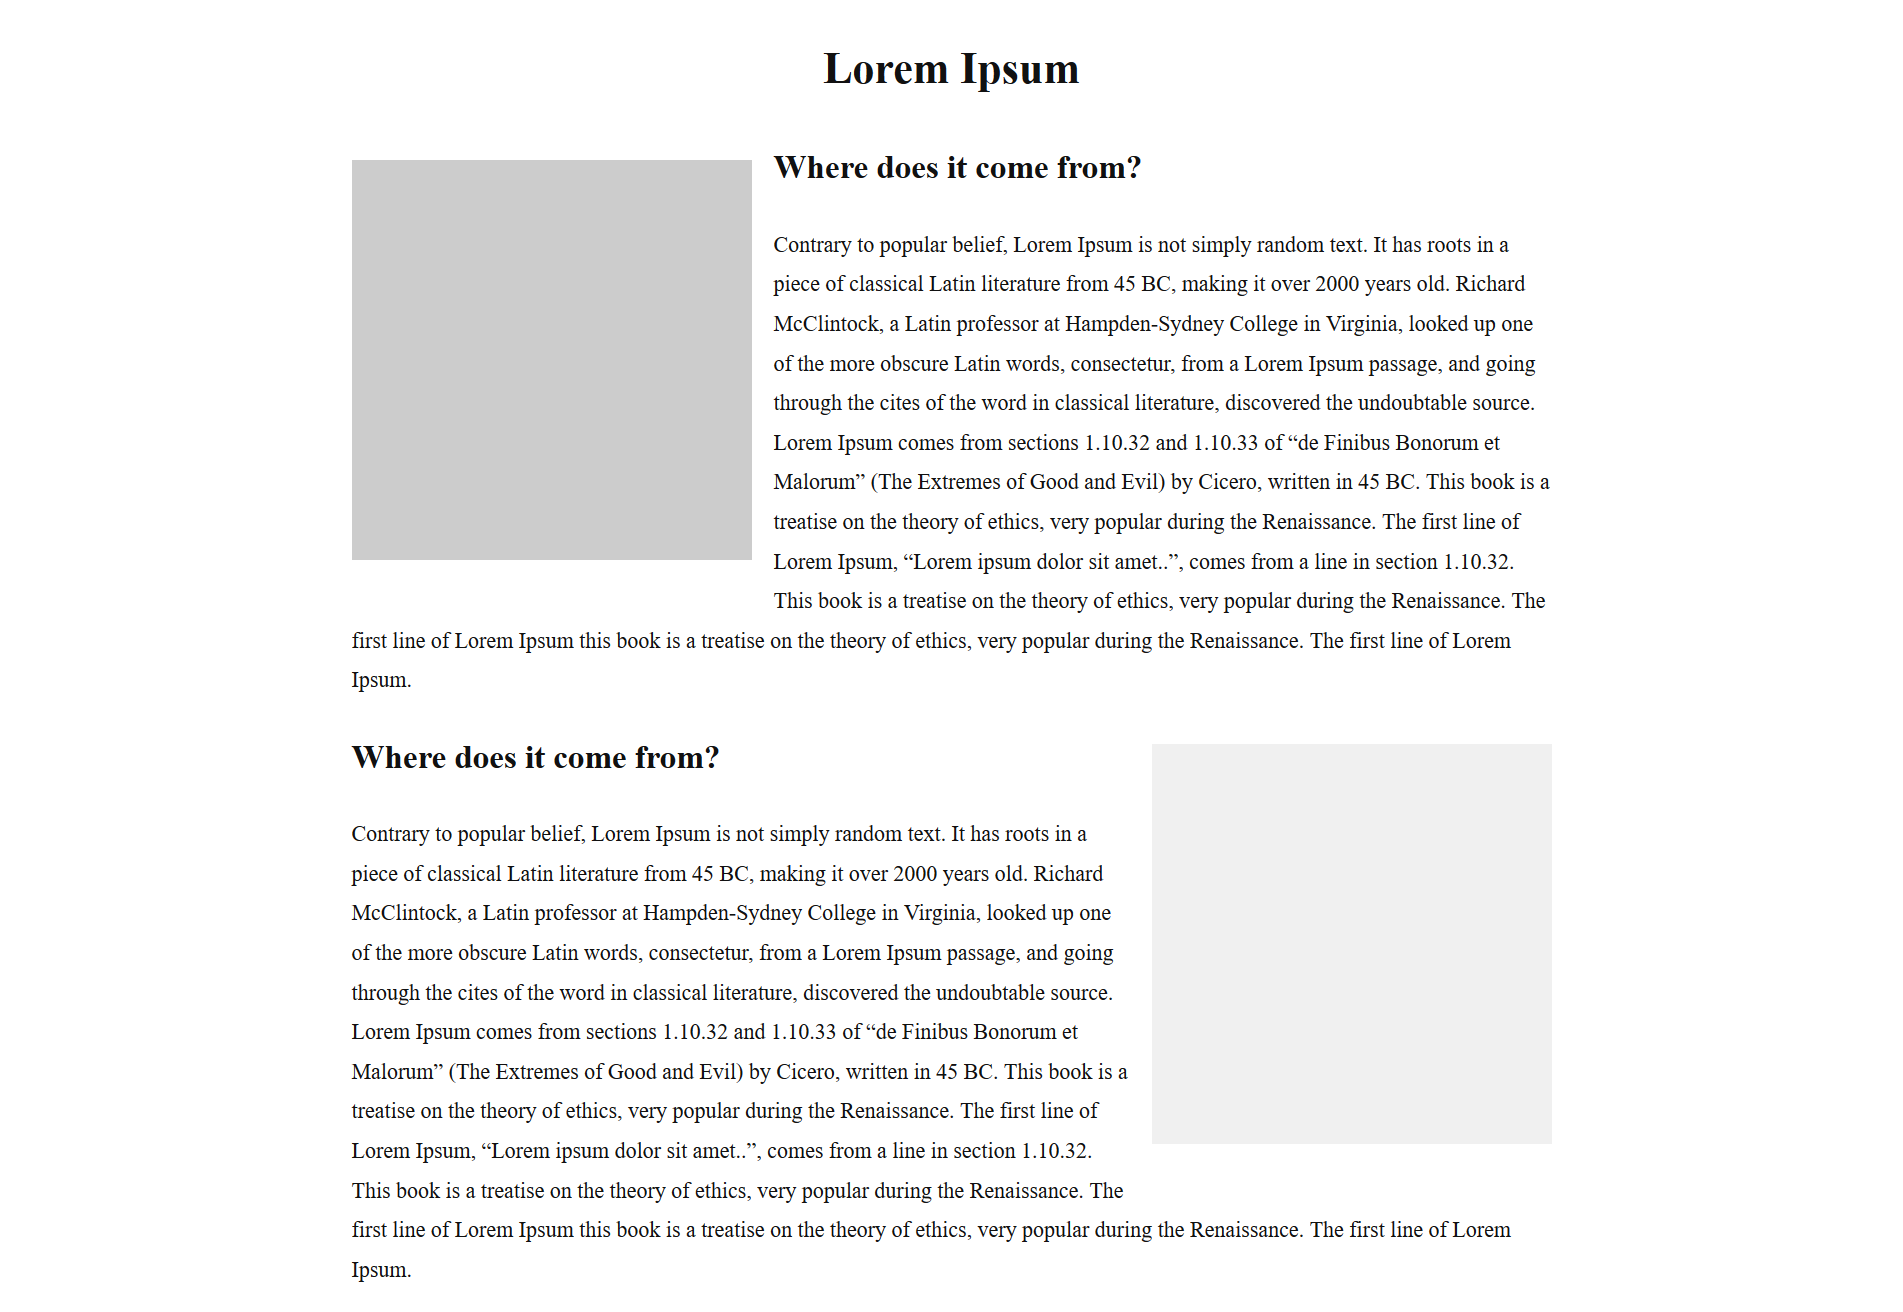 Lorem Ipsum
Where does it come from?
Contrary to popular belief, Lorem Ipsum is not simply random text. It has roots in a
piece of classical Latin literature from 45 BC, making it over 2000 years old. Richard
McClintock, a Latin professor at Hampden-Sydney College in Virginia, looked up one
of the more obscure Latin words, consectetur, from a Lorem Ipsum passage, and going
through the cites of the word in classical literature, discovered the undoubtable source.
Lorem Ipsum comes from sections 1.10.32 and 1.10.33 of “de Finibus Bonorum et
Malorum” (The Extremes of Good and Evil) by Cicero, written in 45 BC. This book is a
treatise on the theory of ethics, very popular during the Renaissance. The first line of
Lorem Ipsum, “Lorem ipsum dolor sit amet..”, comes from a line in section 1.10.32.
This book is a treatise on the theory of ethics, very popular during the Renaissance. The
first line of Lorem Ipsum this book is a treatise on the theory of ethics, very popular during the Renaissance. The first line of Lorem
Ipsum.
Where does it come from?
Contrary to popular belief, Lorem Ipsum is not simply random text. It has roots in a
piece of classical Latin literature from 45 BC, making it over 2000 years old. Richard
McClintock, a Latin professor at Hampden-Sydney College in Virginia, looked up one
of the more obscure Latin words, consectetur, from a Lorem Ipsum passage, and going
through the cites of the word in classical literature, discovered the undoubtable source.
Lorem Ipsum comes from sections 1.10.32 and 1.10.33 of “de Finibus Bonorum et
Malorum” (The Extremes of Good and Evil) by Cicero, written in 45 BC. This book is a
treatise on the theory of ethics, very popular during the Renaissance. The first line of
Lorem Ipsum, “Lorem ipsum dolor sit amet..”, comes from a line in section 1.10.32.
This book is a treatise on the theory of ethics, very popular during the Renaissance. The
first line of Lorem Ipsum this book is a treatise on the theory of ethics, very popular during the Renaissance. The first line of Lorem
Ipsum.